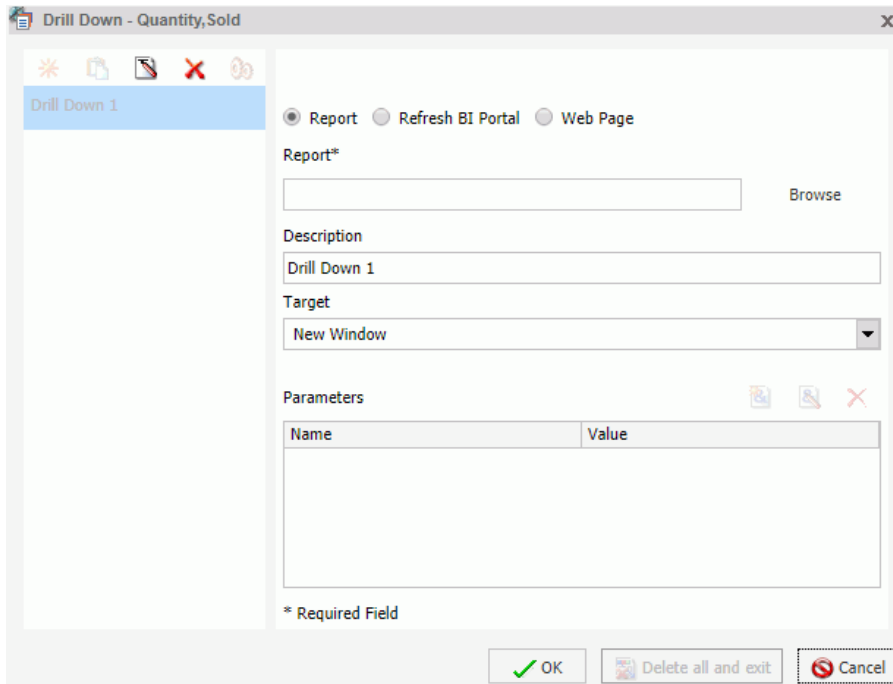 Drill Down - Quantity,Sold
Drill Down 1
Report Refresh BI Portal Web Page
Report*
Browse
Description
Drill Down 1
Target
New Window
Parameters
Name Value
* Required Field
OK Delete all and exit Cancel